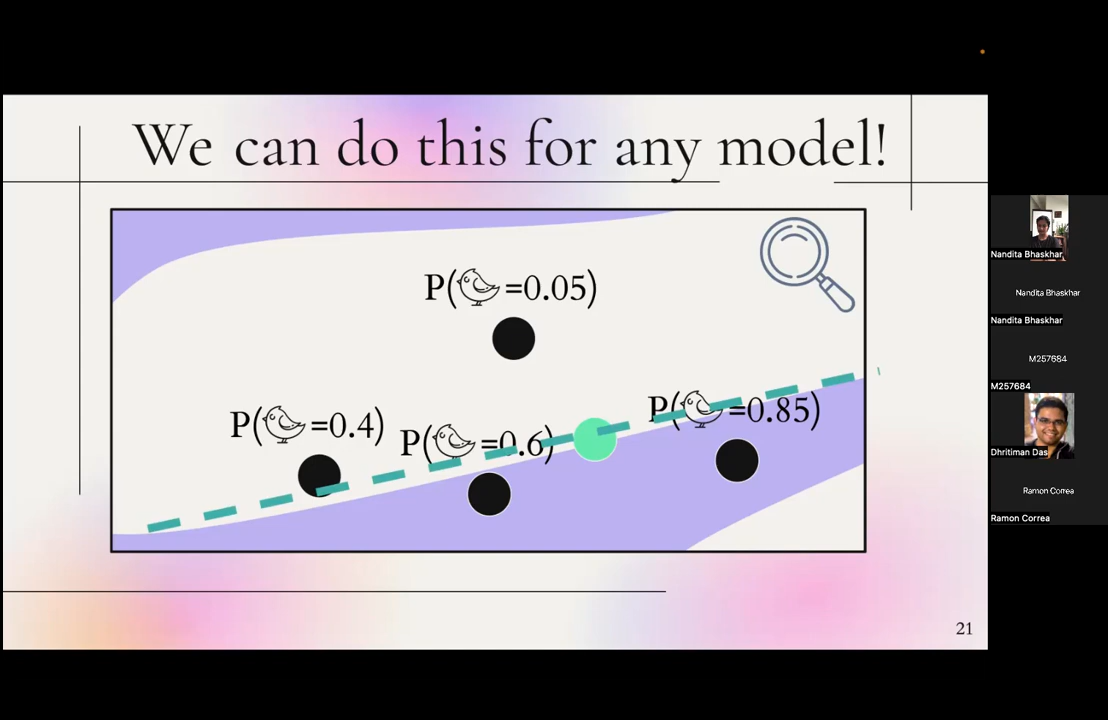 We can do this for any model!
P( =0.05)
P( =0.4)
P( =0.6)
P( =0.85)
21
Nandita Bhaskhar
Nandita Bhaskhar
Nandita Bhaskhar
M257684
M257684
Dhritiman Das
Ramon Correa
Ramon Correa